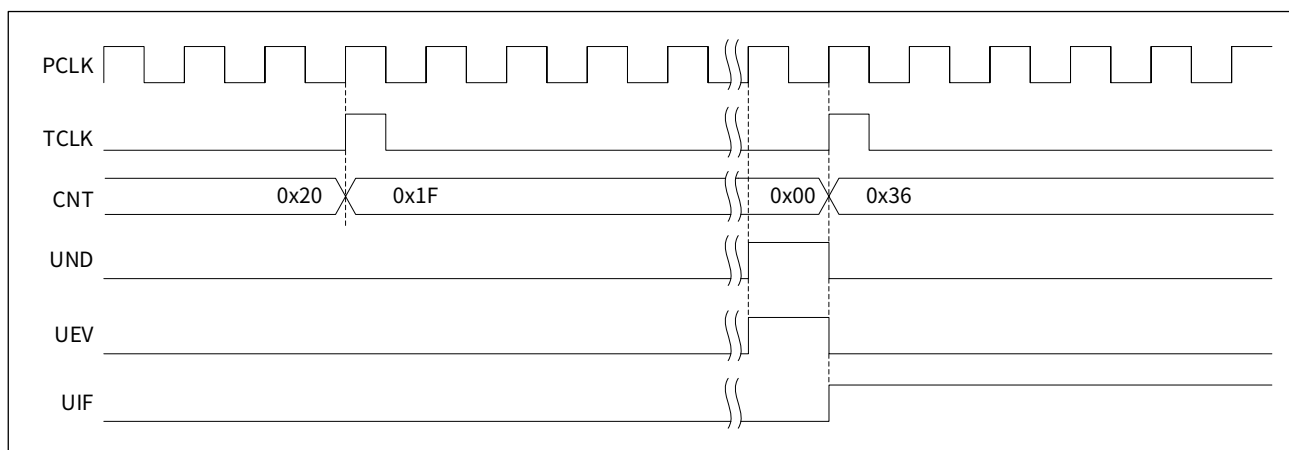 PCLK
TCLK
CNT 0x20 0x1F 0x00 0x36
UND
UEV
UIF